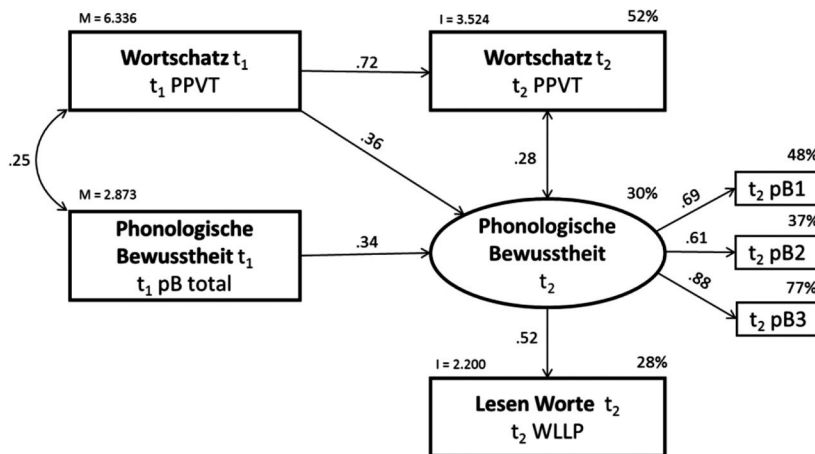 M = 6.336
Wortschatz t₁
t₁ PPVT
.72
I = 3.524
52%
Wortschatz t₂
t₂ PPVT
.25
.36
.28
M = 2.873
Phonologische
Bewusstheit t₁
t₁ pB total
.34
30%
Phonologische
Bewusstheit
t₂
.69
48%
t₂ pB1
.61
37%
t₂ pB2
.88
77%
t₂ pB3
.52
I = 2.200
28%
Lesen Worte t₂
t₂ WLLP